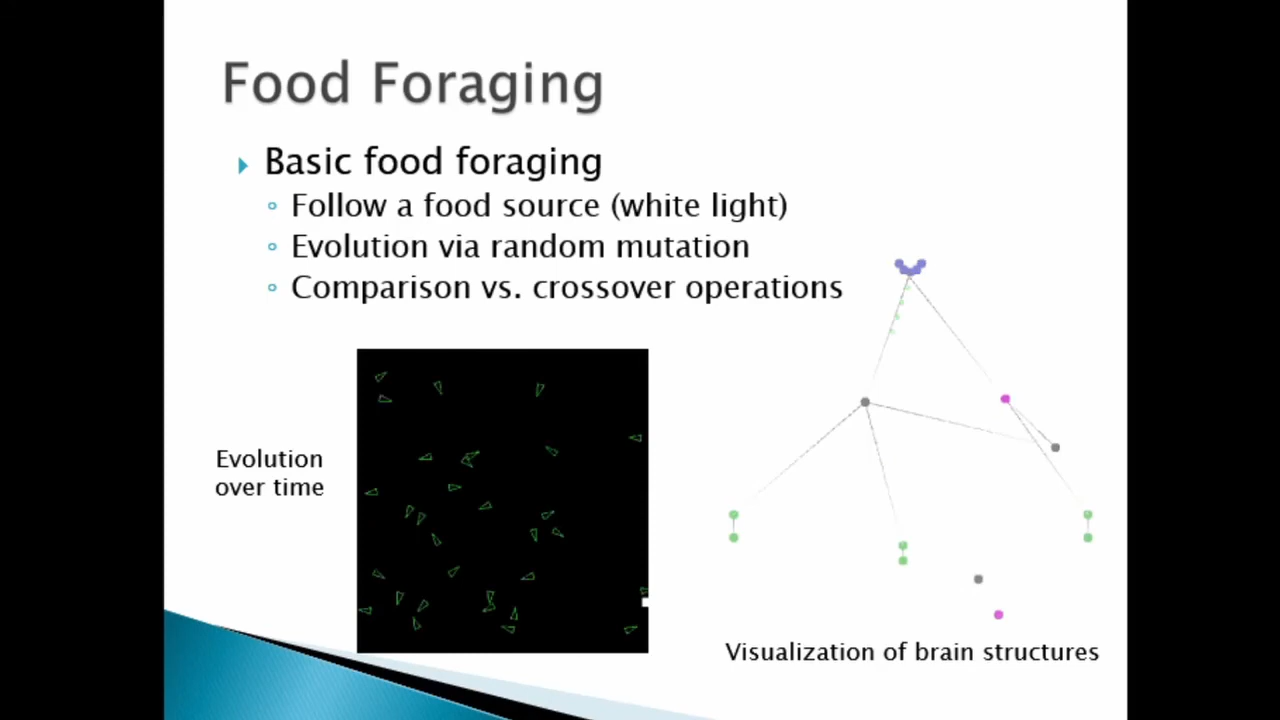 Food Foraging
Basic food foraging
Follow a food source (white light)
Evolution via random mutation
Comparison vs. crossover operations
Evolution
over time
Visualization of brain structures